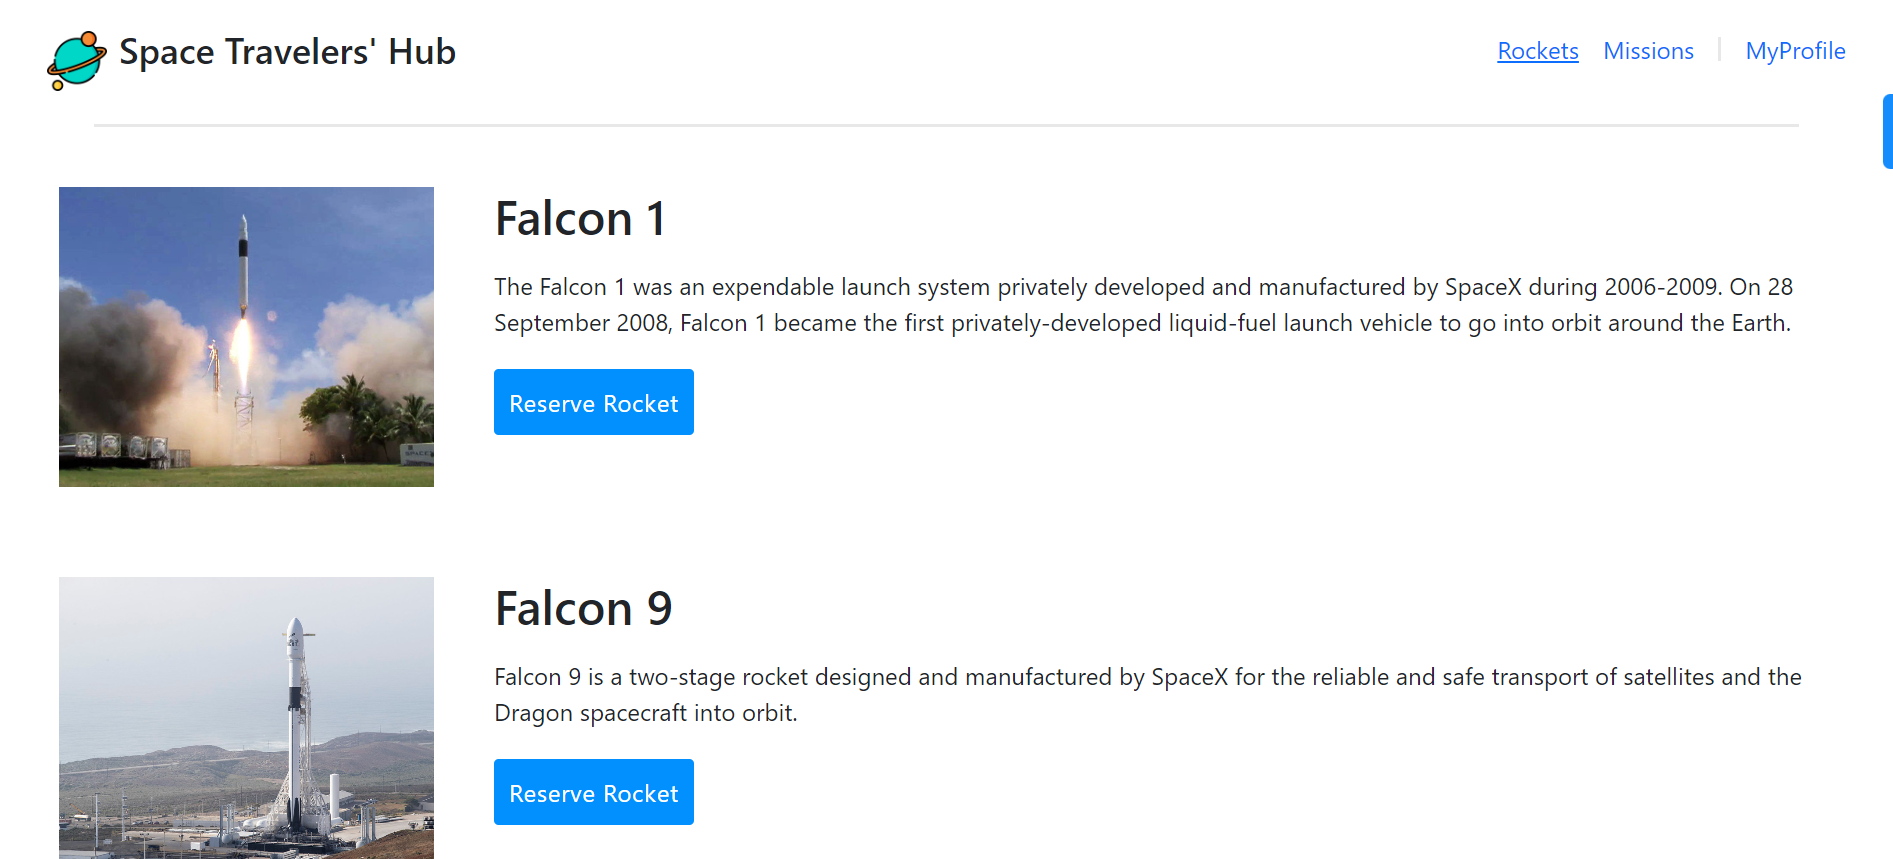 Space Travelers' Hub
Rockets Missions MyProfile
Falcon 1
The Falcon 1 was an expendable launch system privately developed and manufactured by SpaceX during 2006-2009. On 28
September 2008, Falcon 1 became the first privately-developed liquid-fuel launch vehicle to go into orbit around the Earth.
Reserve Rocket
Falcon 9
Falcon 9 is a two-stage rocket designed and manufactured by SpaceX for the reliable and safe transport of satellites and the
Dragon spacecraft into orbit.
Reserve Rocket